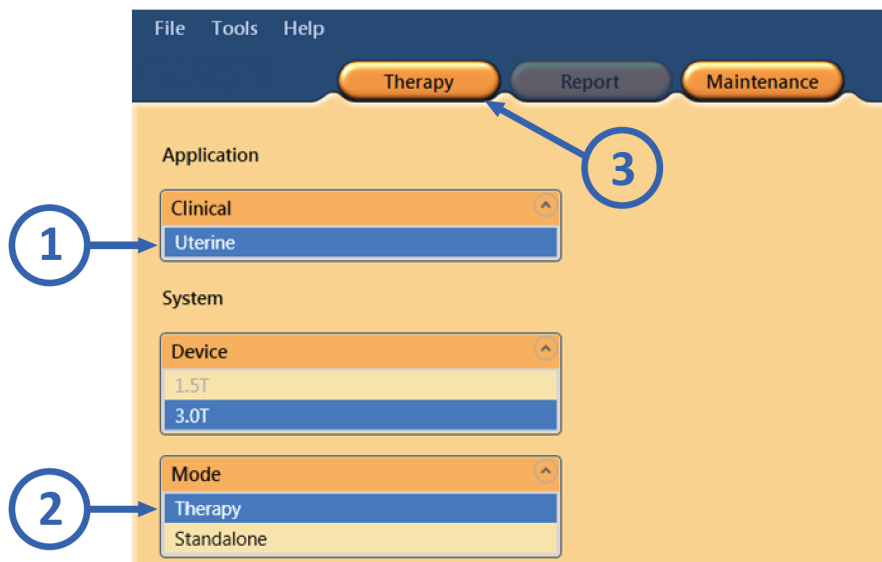 File Tools Help
Therapy Report Maintenance
3
Application
Clinical
1
Uterine
System
Device
1.5T
3.0T
Mode
2
Therapy
Standalone